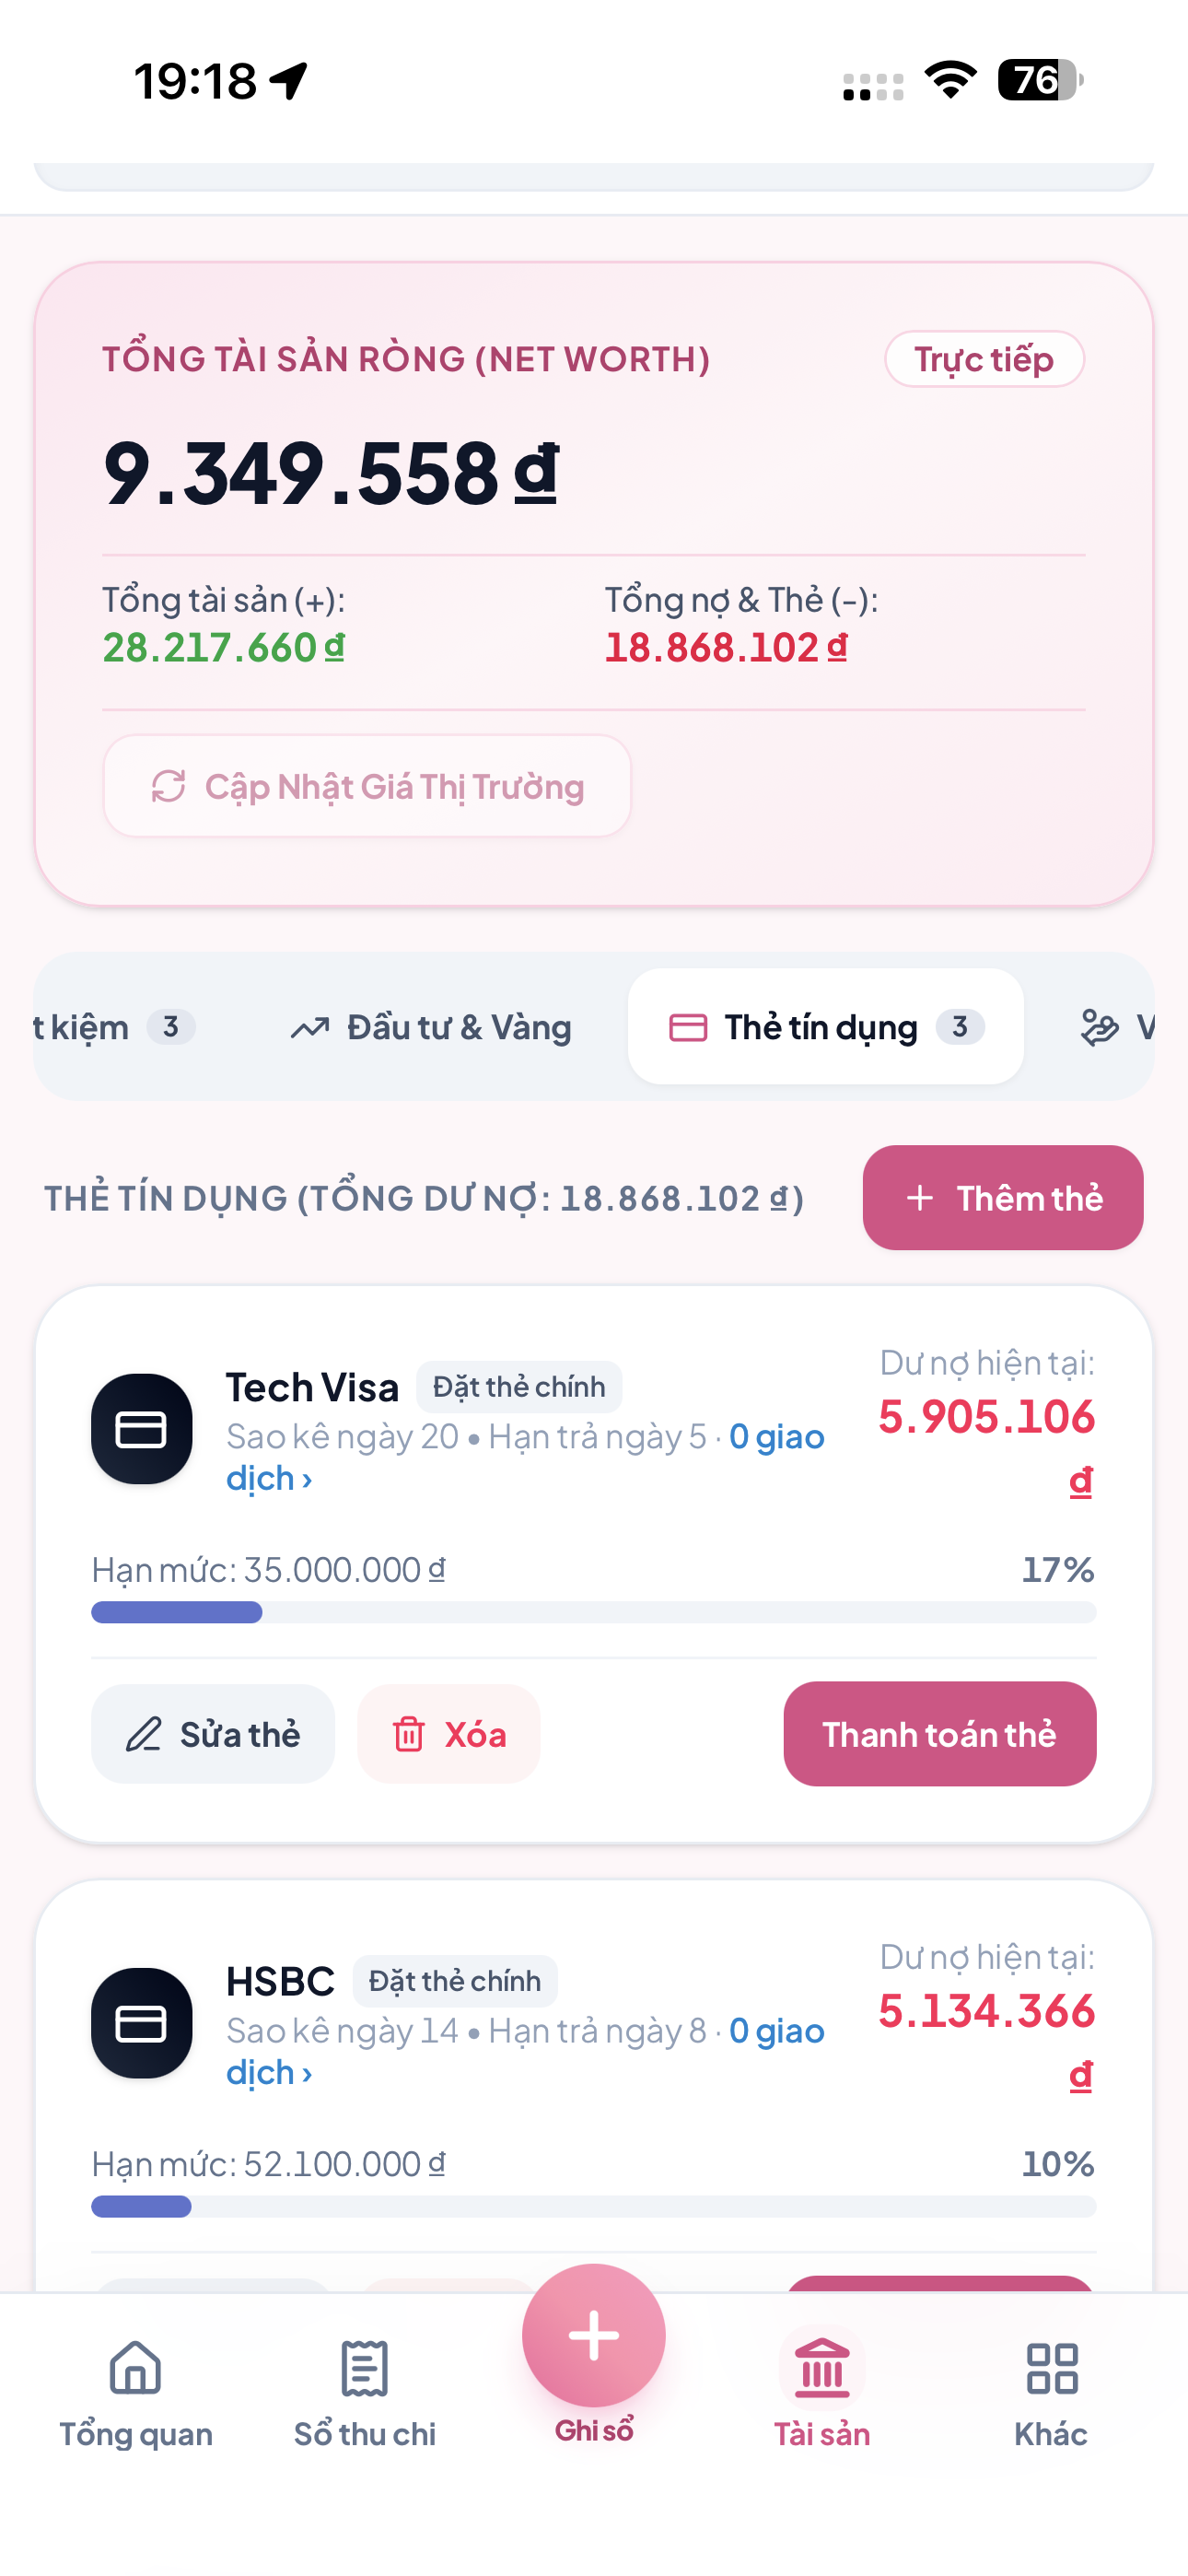 19:18
76
TỔNG TÀI SẢN RÒNG (NET WORTH)
Trực tiếp
9.349.558 ₫
Tổng tài sản (+):
Tổng nợ & Thẻ (-):
28.217.660 ₫
18.868.102 ₫
Cập Nhật Giá Thị Trường
t kiệm 3
Đầu tư & Vàng
Thẻ tín dụng 3
V
THẺ TÍN DỤNG (TỔNG DƯ NỢ: 18.868.102 ₫)
+ Thêm thẻ
Tech Visa
Đặt thẻ chính
Sao kê ngày 20 • Hạn trả ngày 5 · 0 giao
dịch ›
Dư nợ hiện tại:
5.905.106
₫
Hạn mức: 35.000.000 ₫
17%
Sửa thẻ
Xóa
Thanh toán thẻ
HSBC
Đặt thẻ chính
Sao kê ngày 14 • Hạn trả ngày 8 · 0 giao
dịch ›
Dư nợ hiện tại:
5.134.366
₫
Hạn mức: 52.100.000 ₫
10%
Tổng quan
Sổ thu chi
Ghi sổ
Tài sản
Khác